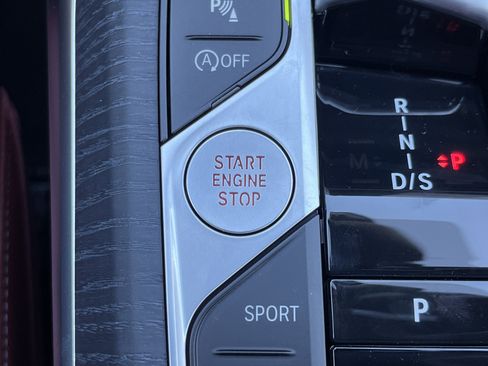 P
A OFF
START
ENGINE
STOP
SPORT
R
N
D/S
M
P
P